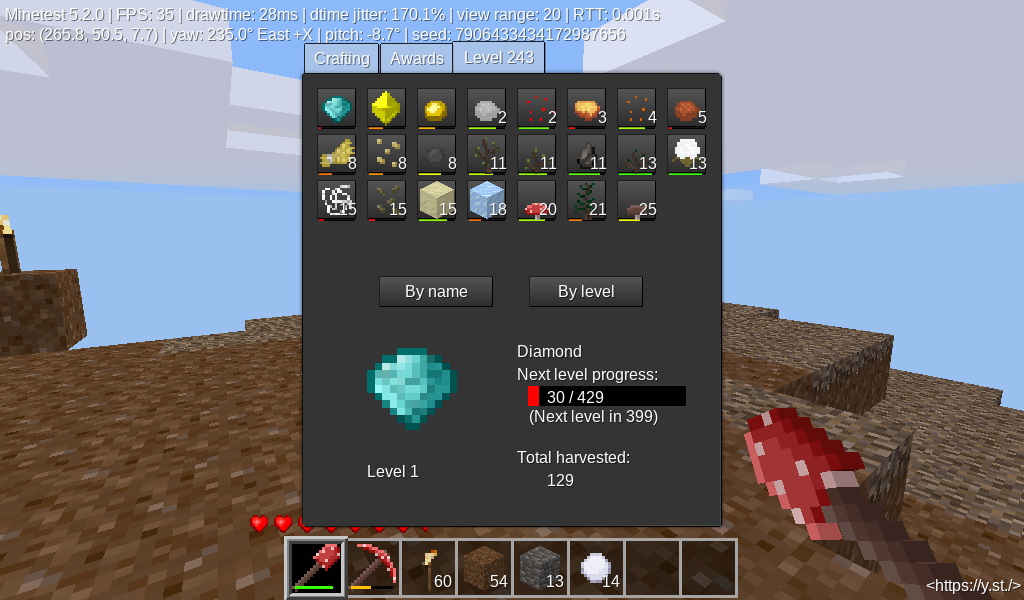 Minetest 5.2.0 | FPS: 35 | drawtime: 28ms | dtime jitter: 170.1% | view range: 20 | RTT: 0.001s
pos: (265.8, 50.5, 7.7) | yaw: 235.0° East +X | pitch: -8.7° | seed: 7906433434172987656
Crafting Awards Level 243
2 2 3 4 5
8 8 8 11 11 11 13 13
15 15 15 18 20 21 25
By name By level
Diamond
Next level progress:
30 / 429
(Next level in 399)
Level 1
Total harvested:
129
60 54 13 14
<https://y.st./>